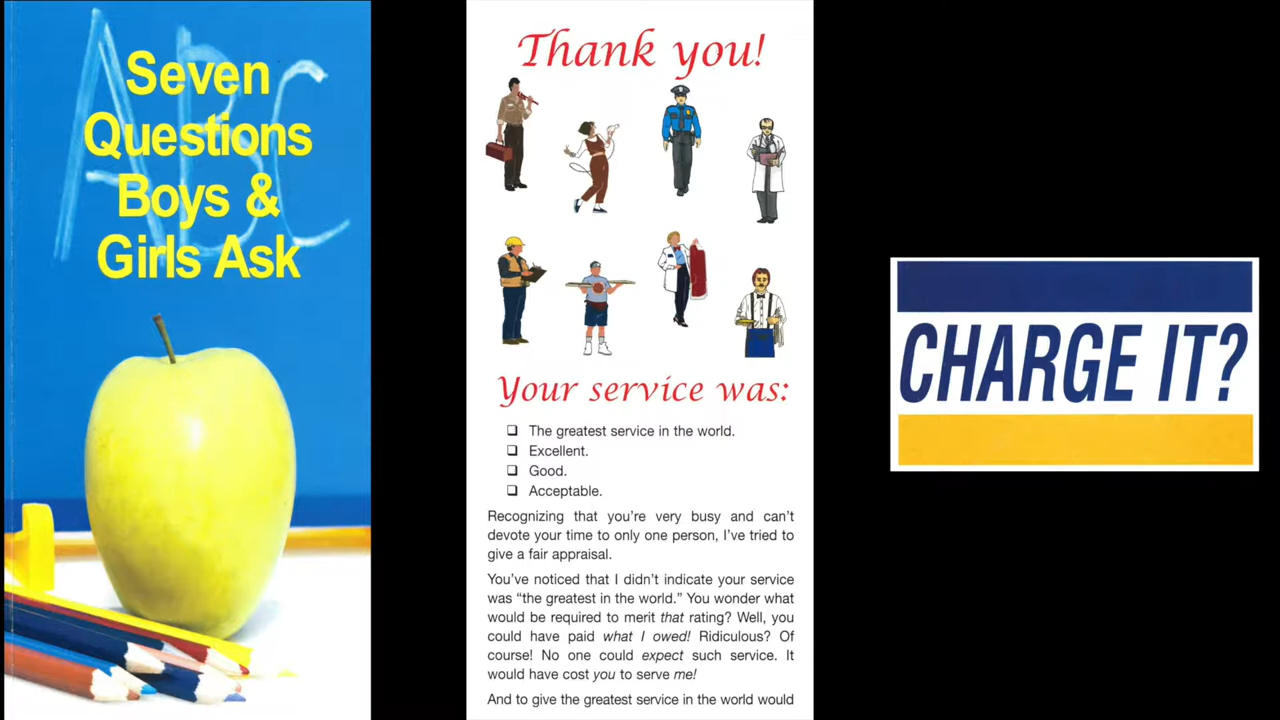 ABC
Seven
Questions
Boys &
Girls Ask
Thank you!
Your service was:
❑ The greatest service in the world.
❑ Excellent.
❑ Good.
❑ Acceptable.
Recognizing that you’re very busy and can’t
devote your time to only one person, I’ve tried to
give a fair appraisal.
You’ve noticed that I didn’t indicate your service
was “the greatest in the world.” You wonder what
would be required to merit that rating? Well, you
could have paid what I owed! Ridiculous? Of
course! No one could expect such service. It
would have cost you to serve me!
And to give the greatest service in the world would
CHARGE IT?